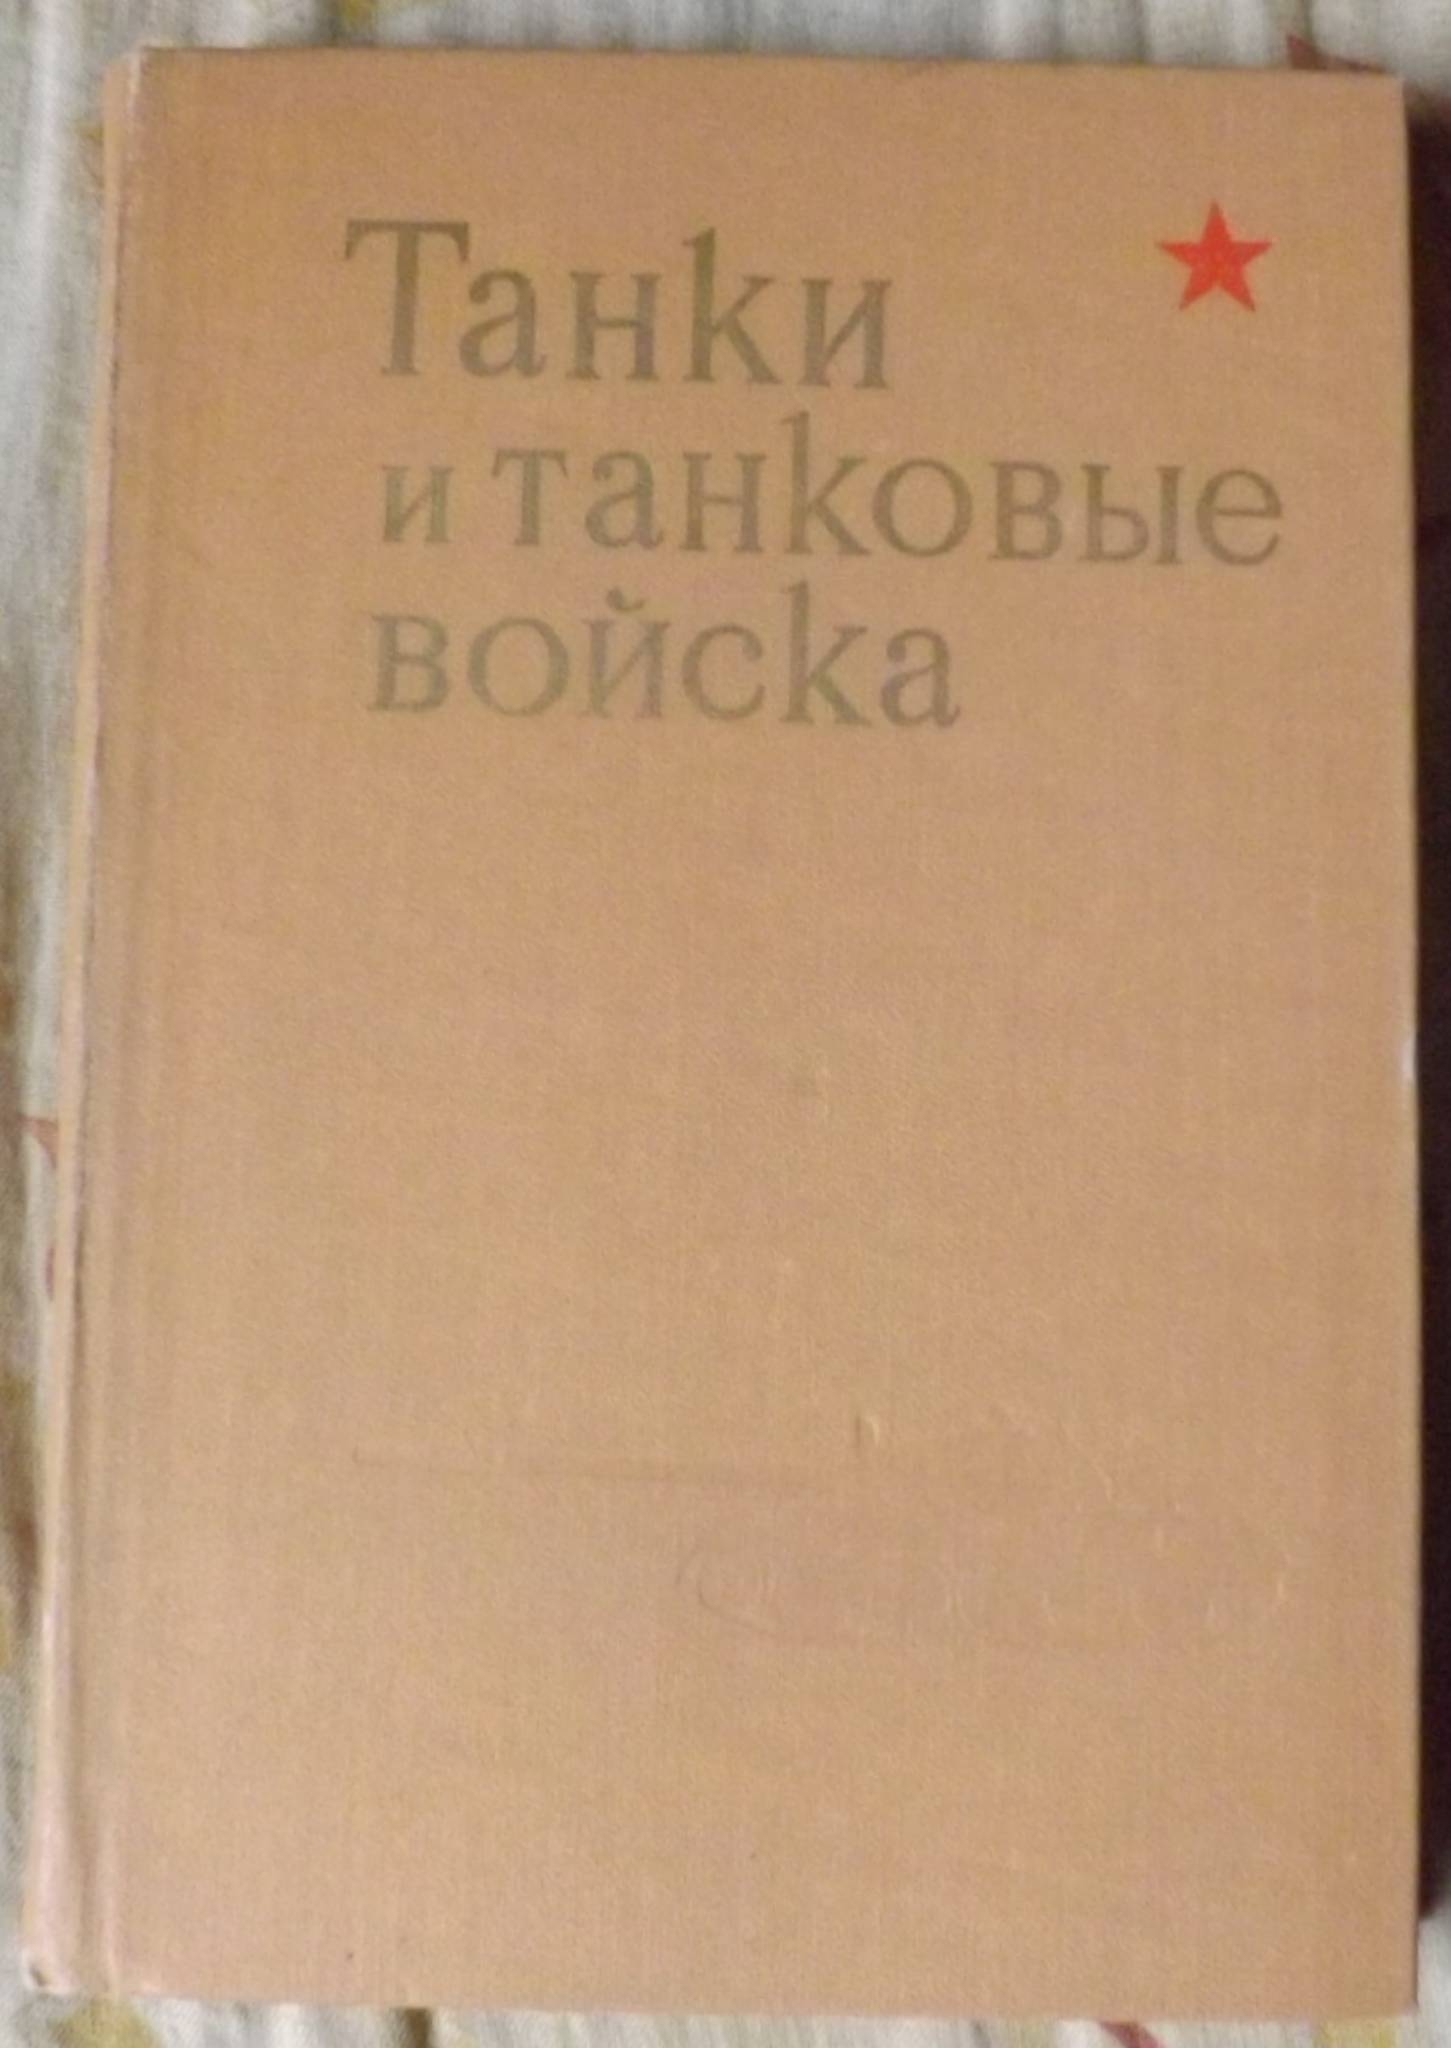 Танки
и танковые
войска